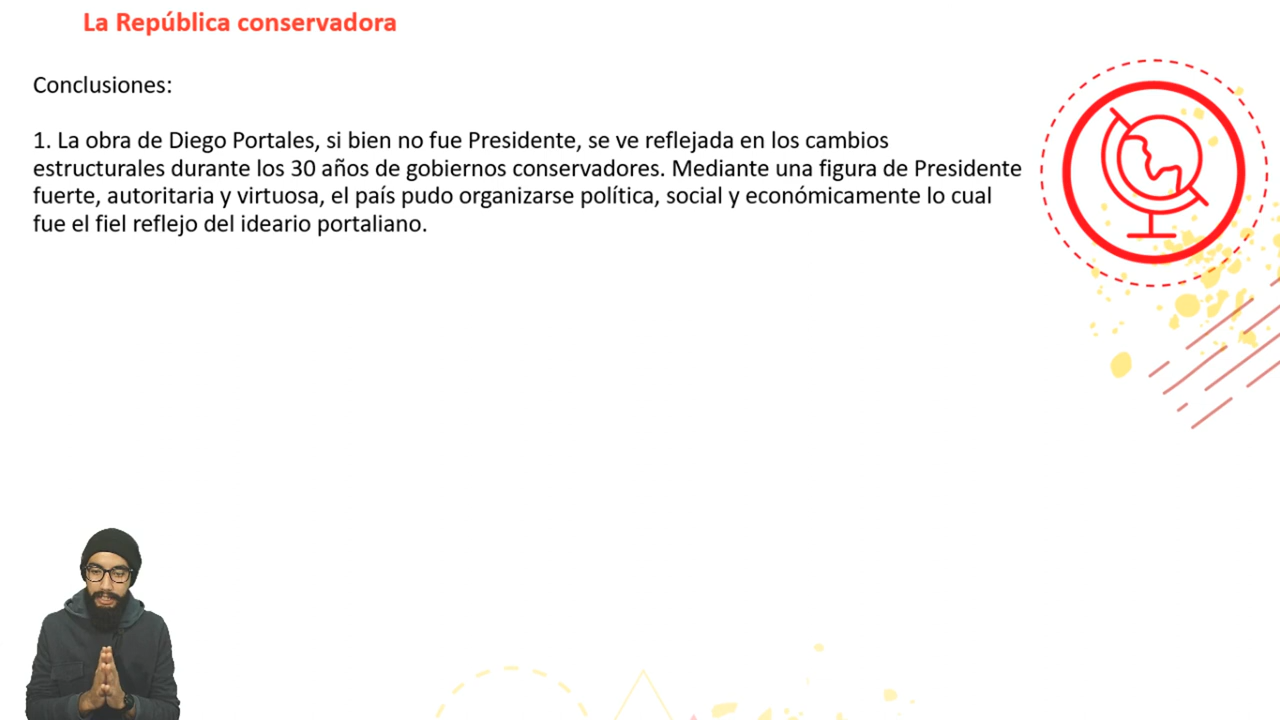 La República conservadora
Conclusiones:
1. La obra de Diego Portales, si bien no fue Presidente, se ve reflejada en los cambios
estructurales durante los 30 años de gobiernos conservadores. Mediante una figura de Presidente
fuerte, autoritaria y virtuosa, el país pudo organizarse política, social y económicamente lo cual
fue el fiel reflejo del ideario portaliano.